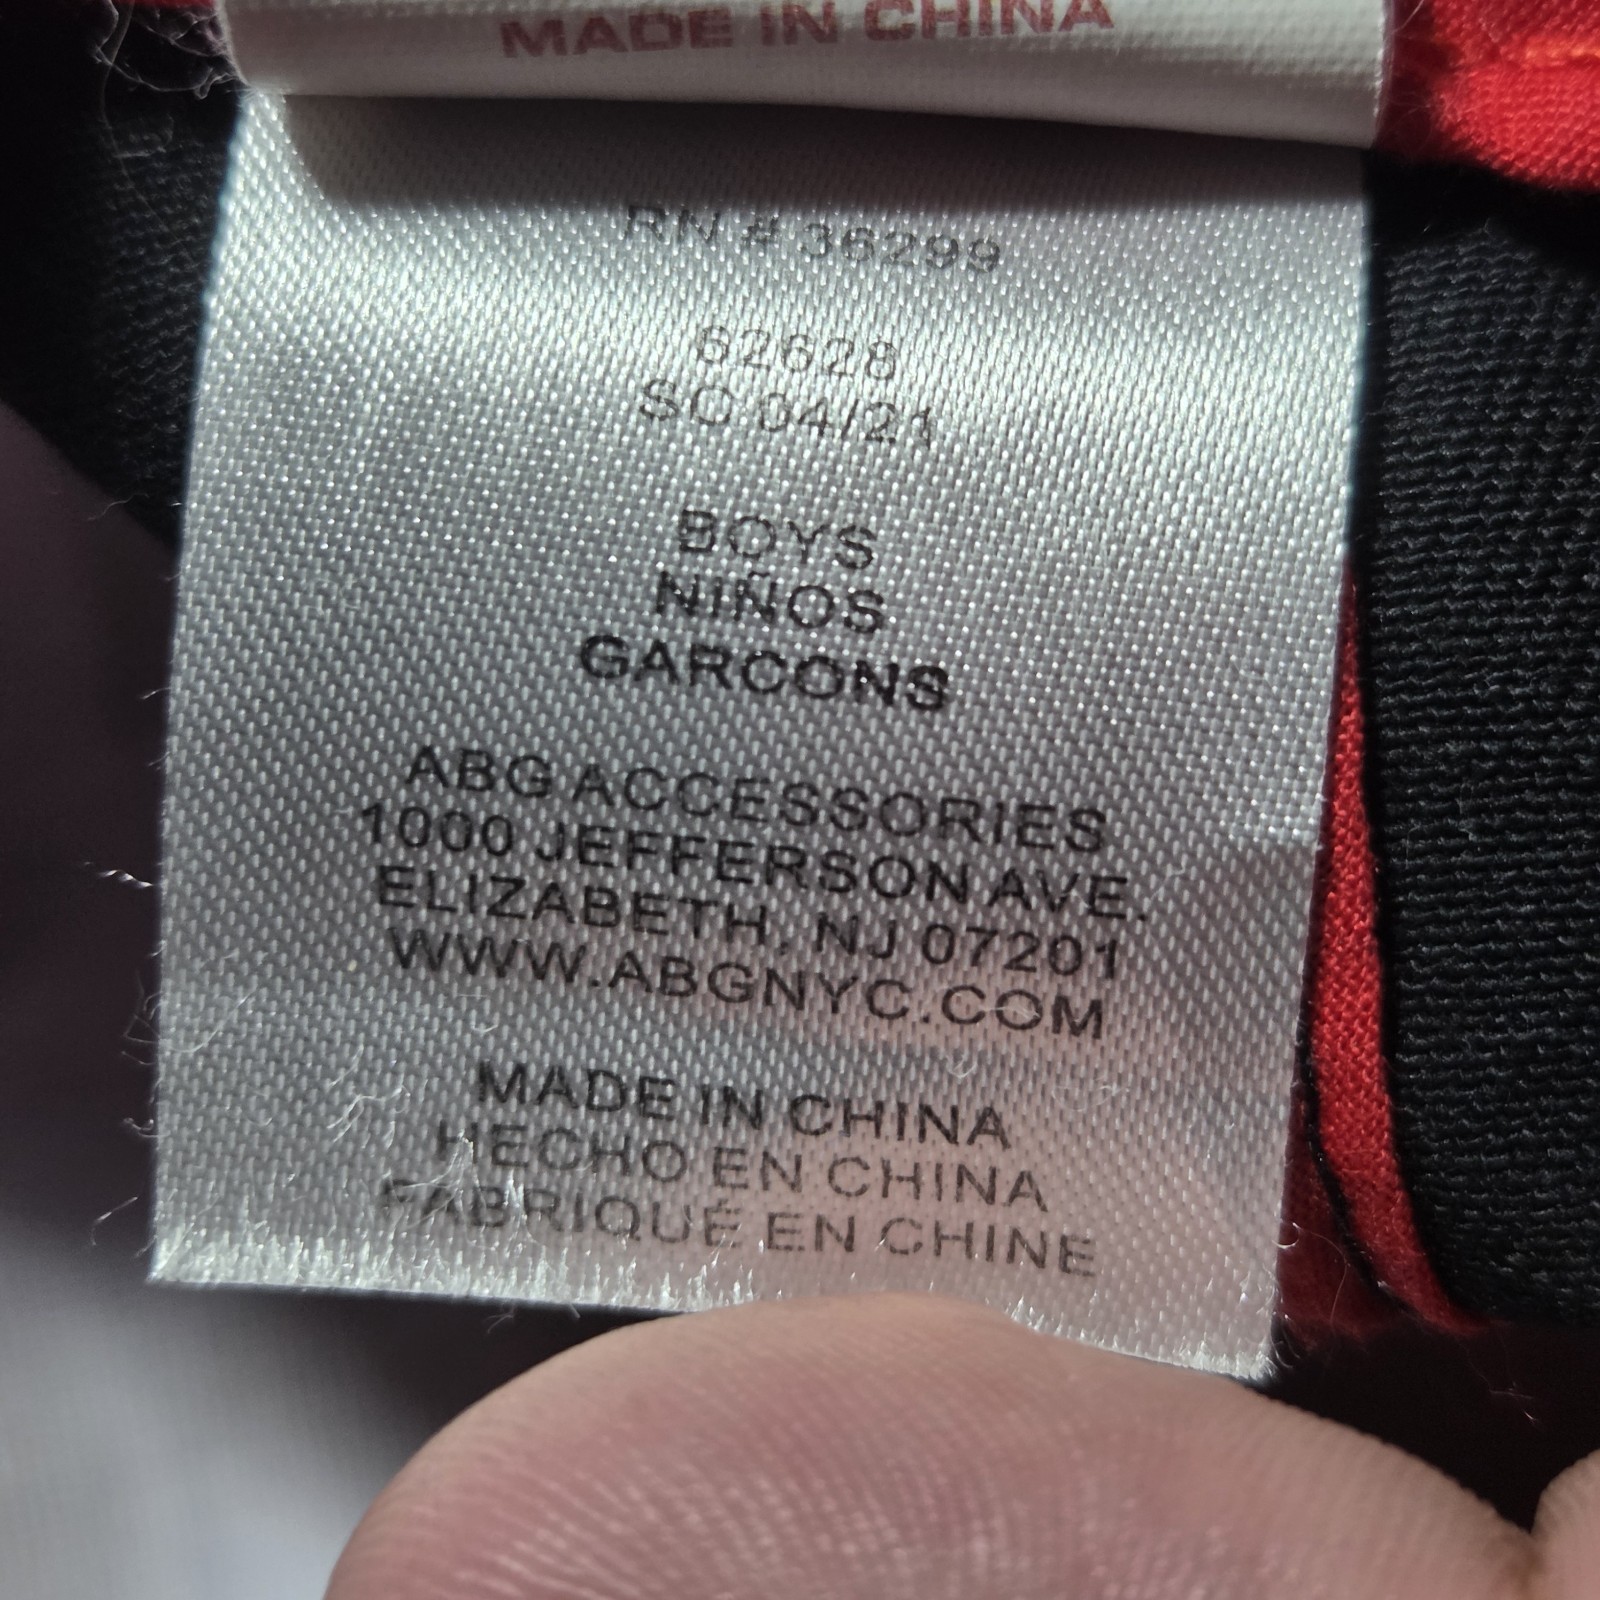 MADE IN CHINA
RN # 36299
62628
SO 04/21
BOYS
NIÑOS
GARCONS
ABG ACCESSORIES
1000 JEFFERSON AVE.
ELIZABETH, NJ 07201
WWW.ABGNYC.COM
MADE IN CHINA
HECHO EN CHINA
FABRIQUÉ EN CHINE